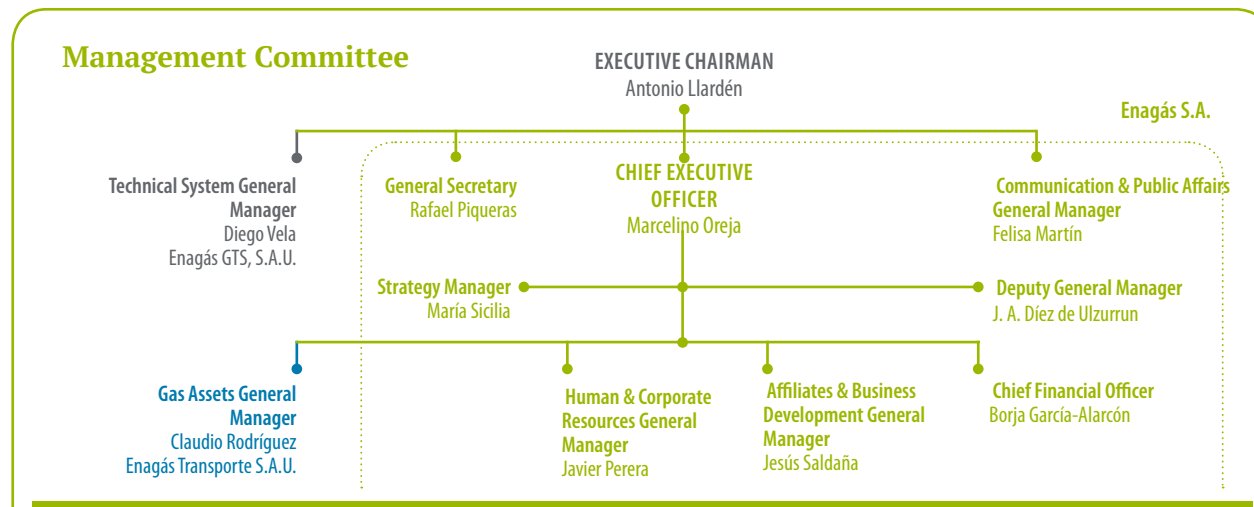 Management Committee
EXECUTIVE CHAIRMAN
Antonio Llardén
Enagás S.A.
Technical System General
Manager
Diego Vela
Enagás GTS, S.A.U.
General Secretary
Rafael Piqueras
CHIEF EXECUTIVE
OFFICER
Marcelino Oreja
Communication & Public Affairs
General Manager
Felisa Martín
Strategy Manager
María Sicilia
Deputy General Manager
J. A. Díez de Ulzurrun
Gas Assets General
Manager
Claudio Rodríguez
Enagás Transporte S.A.U.
Human & Corporate
Resources General
Manager
Javier Perera
Affiliates & Business
Development General
Manager
Jesús Saldaña
Chief Financial Officer
Borja García-Alarcón